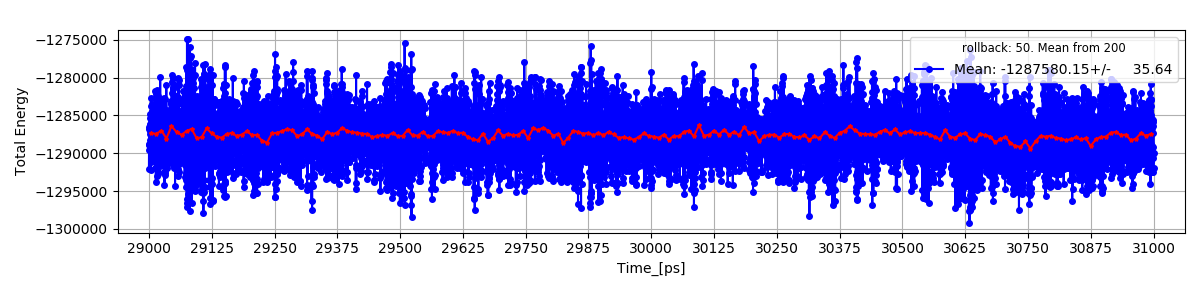 −1275000
−1280000
−1285000
−1290000
−1295000
−1300000
Total Energy
rollback: 50. Mean from 200
Mean: -1287580.15+/-     35.64
29000 29125 29250 29375 29500 29625 29750 29875 30000 30125 30250 30375 30500 30625 30750 30875 31000
Time_[ps]